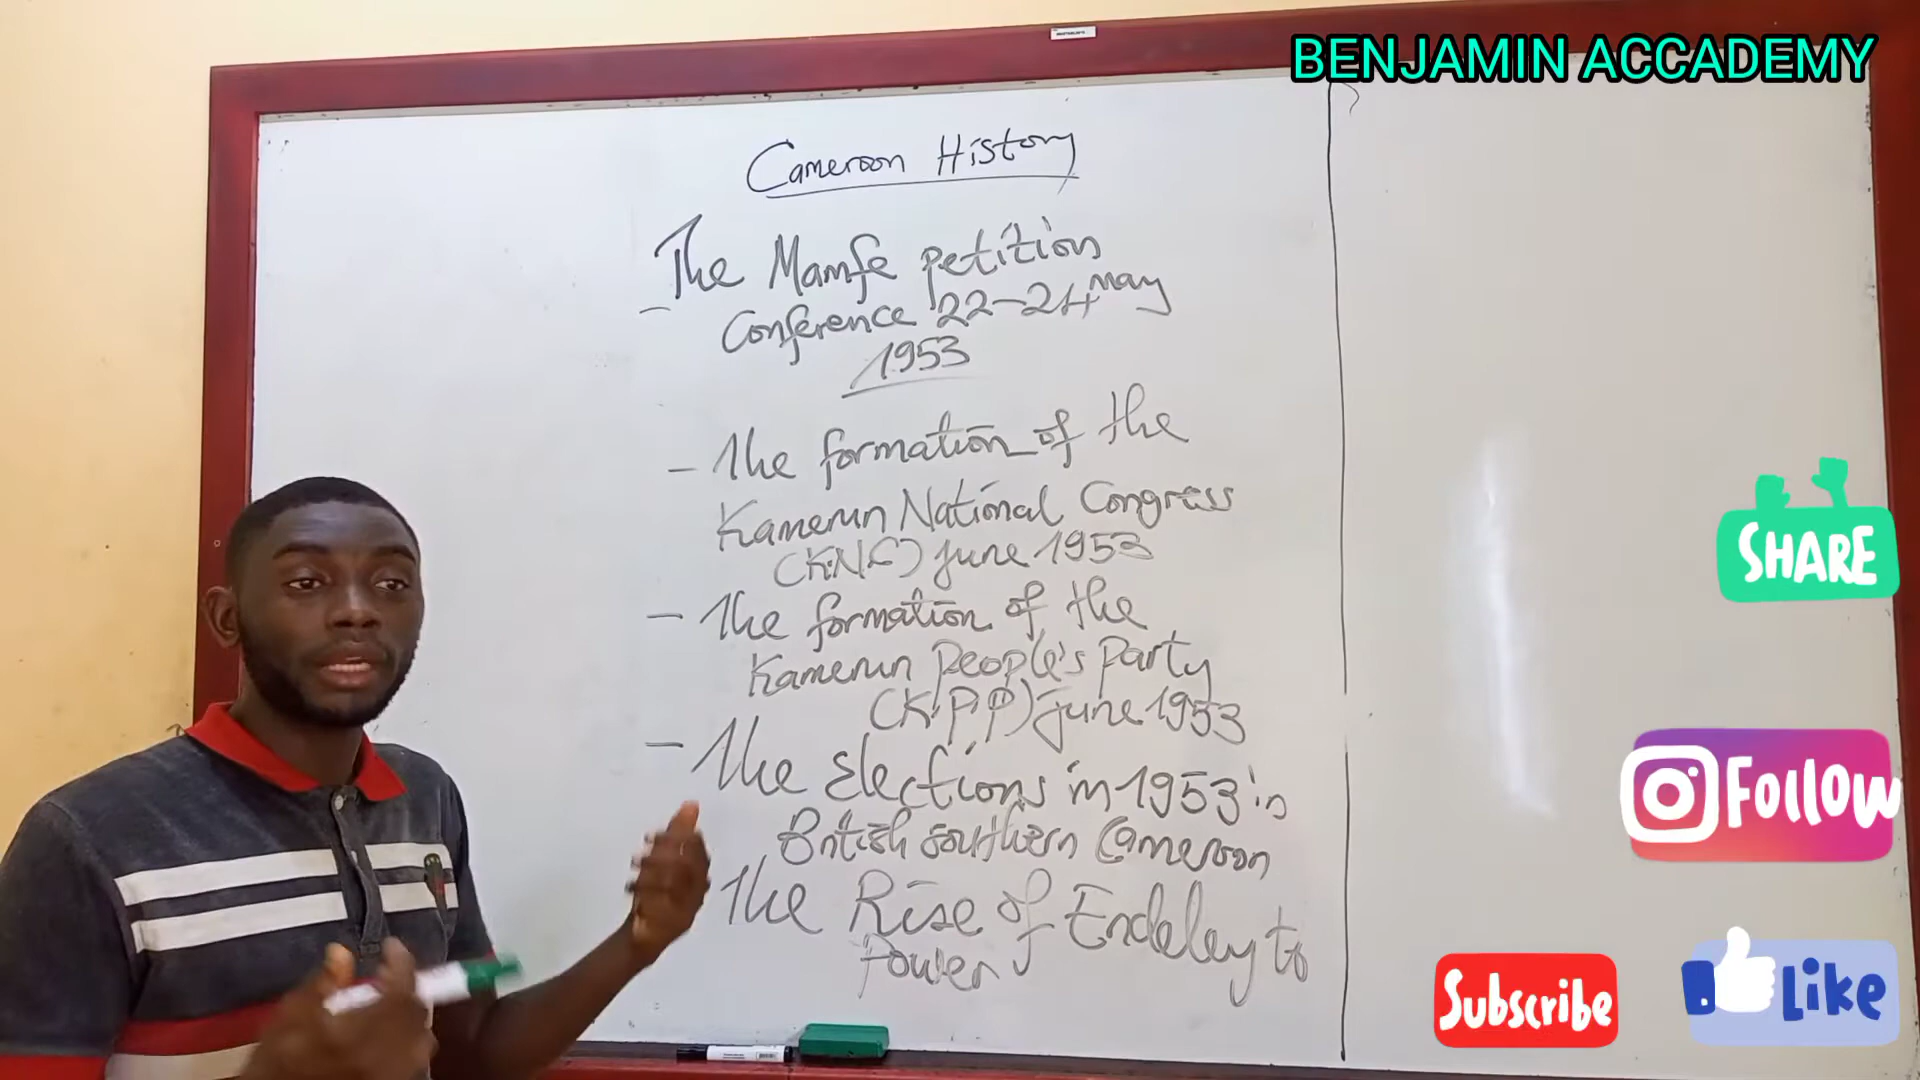 BENJAMIN ACCADEMY
Cameroon History
The Mamfe petition
- Conference 22-24 may
1953
- The formation of the
Kamerun National Congress
(KNC) june 1953
- The formation of the
Kamerun People's Party
(K.P.P) june 1953
- The Elections in 1953 in
British southern Cameroon
The Rise of Endeley to
Power
SHARE
Follow
Subscribe
Like